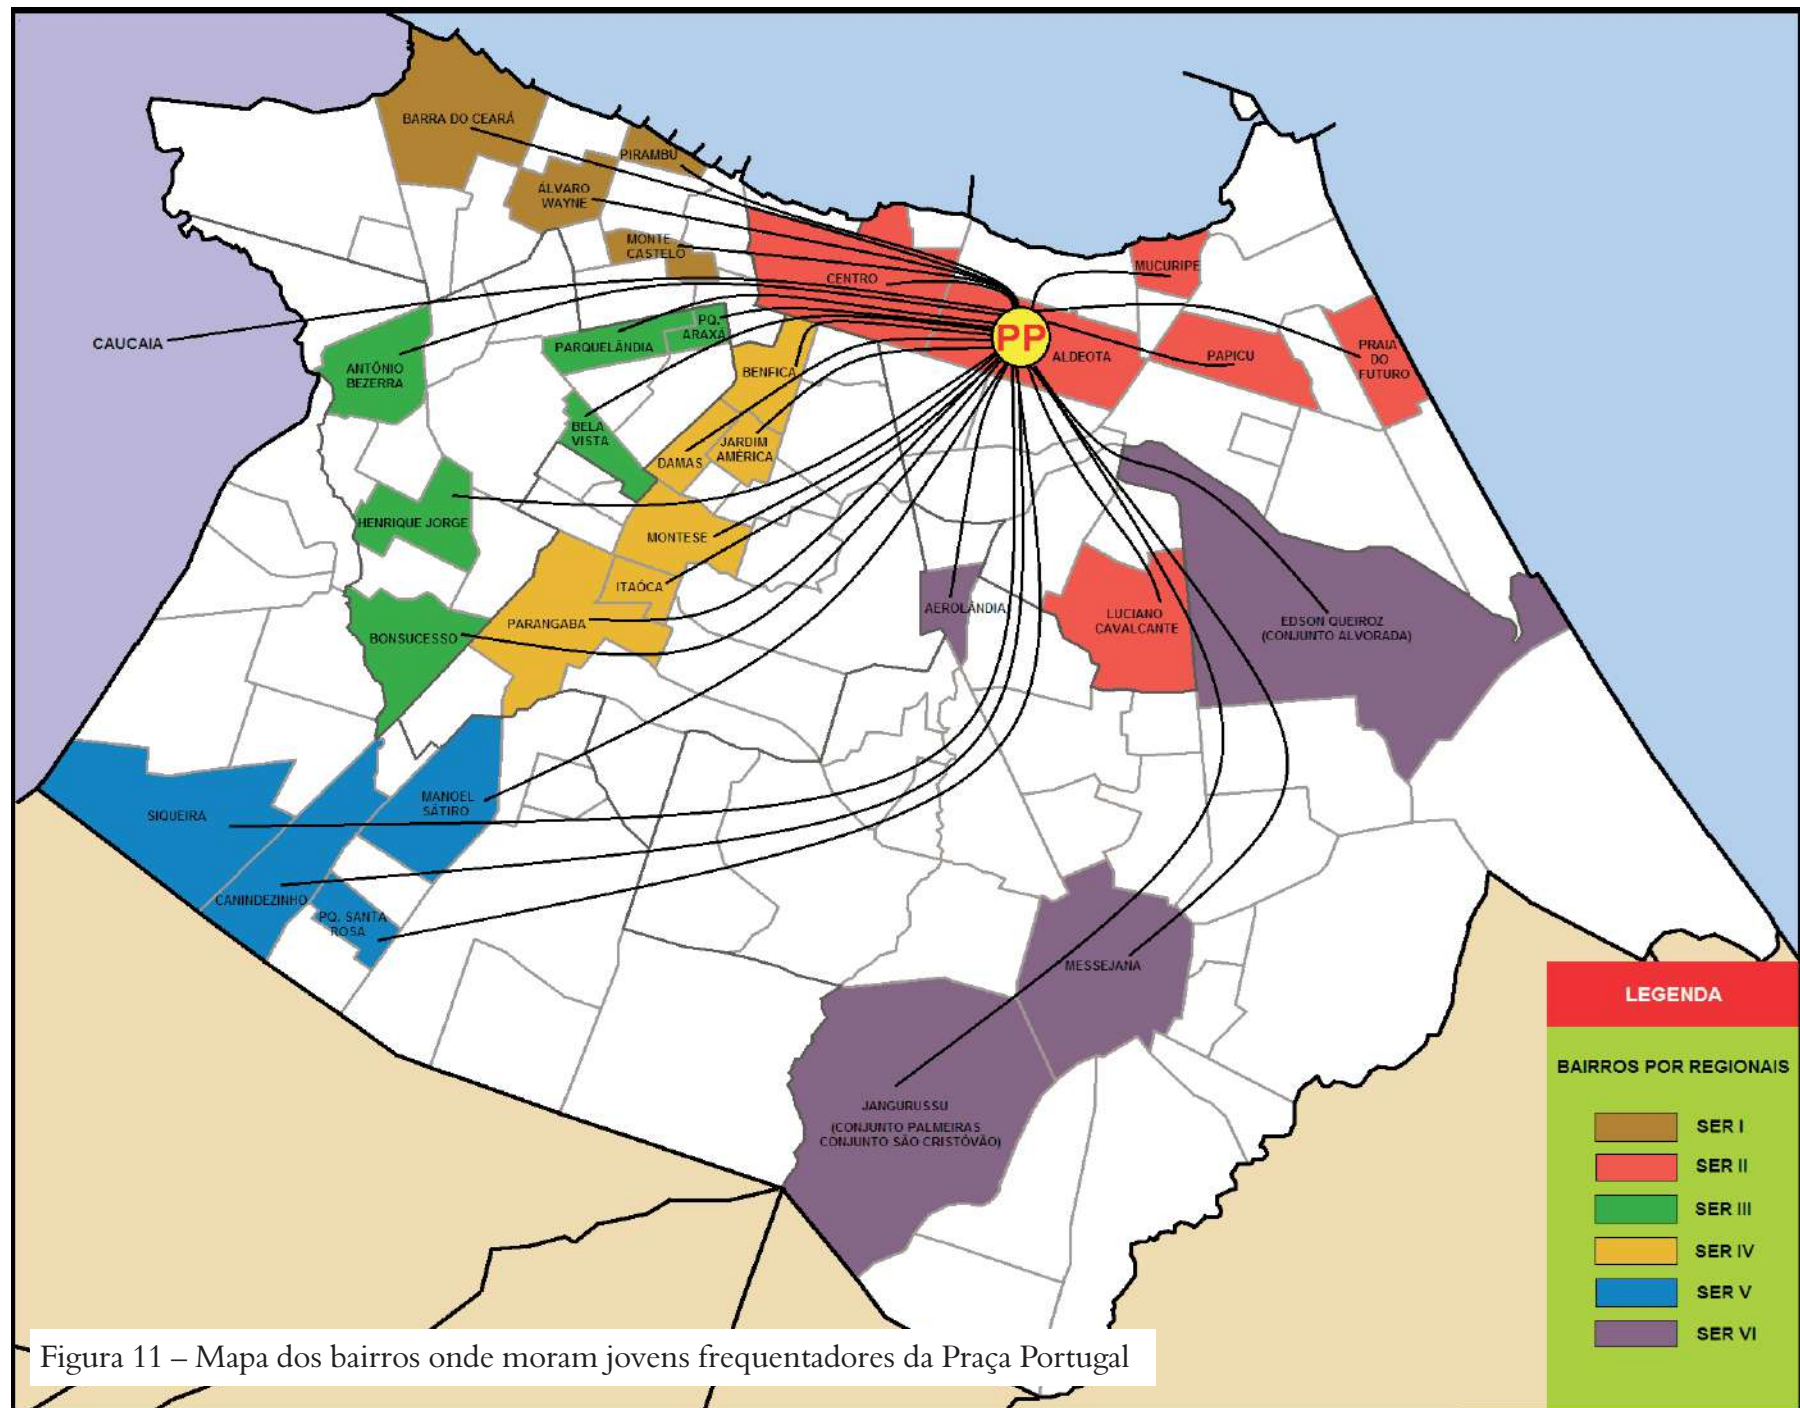 BARRA DO CEARÁ
PIRAMBU
ÁLVARO
WAYNE
MONTE
CASTELO
CENTRO
MUCURIPE
CAUCAIA
ANTÔNIO
BEZERRA
PARQUELÂNDIA
PQ.
ARAXÁ
BENFICA
PP
ALDEOTA
PAPICU
PRAIA
DO
FUTURO
BELA
VISTA
DAMAS
JARDIM
AMÉRICA
HENRIQUE JORGE
MONTESE
ITAÓCA
PARANGABA
BONSUCESSO
AEROLÂNDIA
LUCIANO
CAVALCANTE
EDSON QUEIROZ
(CONJUNTO ALVORADA)
SIQUEIRA
MANOEL
SÁTIRO
CANINDEZINHO
PQ. SANTA
ROSA
MESSEJANA
JANGURUSSU
(CONJUNTO PALMEIRAS
CONJUNTO SÃO CRISTÓVÃO)
LEGENDA
BAIRROS POR REGIONAIS
SER I
SER II
SER III
SER IV
SER V
SER VI
Figura 11 – Mapa dos bairros onde moram jovens frequentadores da Praça Portugal